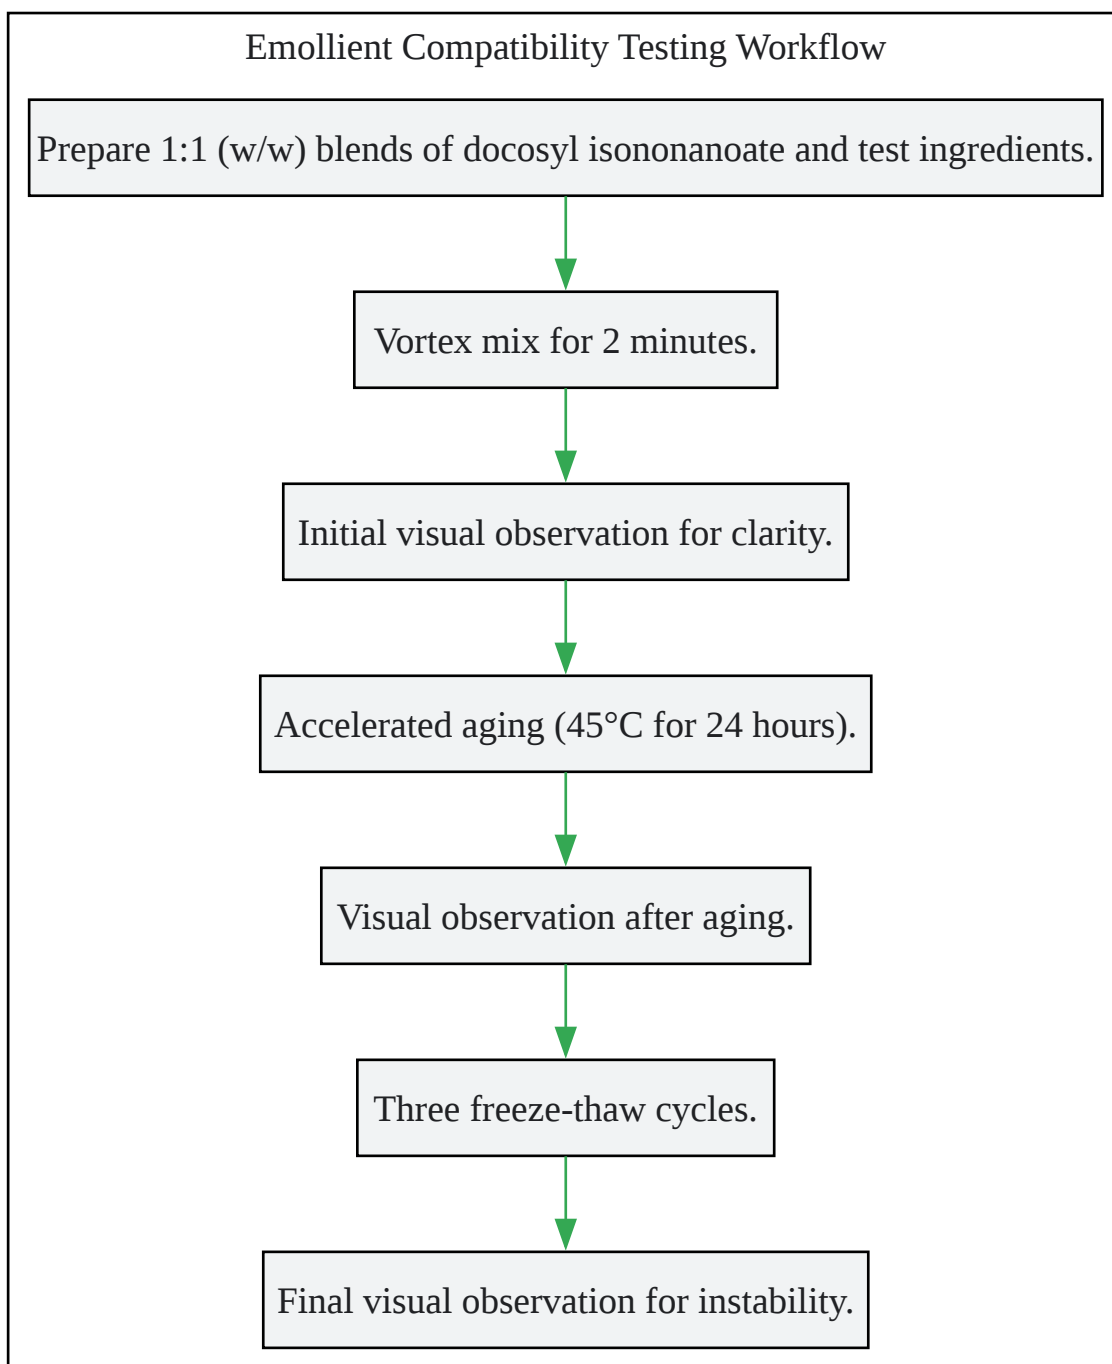 Emollient Compatibility Testing Workflow
Prepare 1:1 (w/w) blends of docosyl isononanoate and test ingredients.
Vortex mix for 2 minutes.
Initial visual observation for clarity.
Accelerated aging (45°C for 24 hours).
Visual observation after aging.
Three freeze-thaw cycles.
Final visual observation for instability.